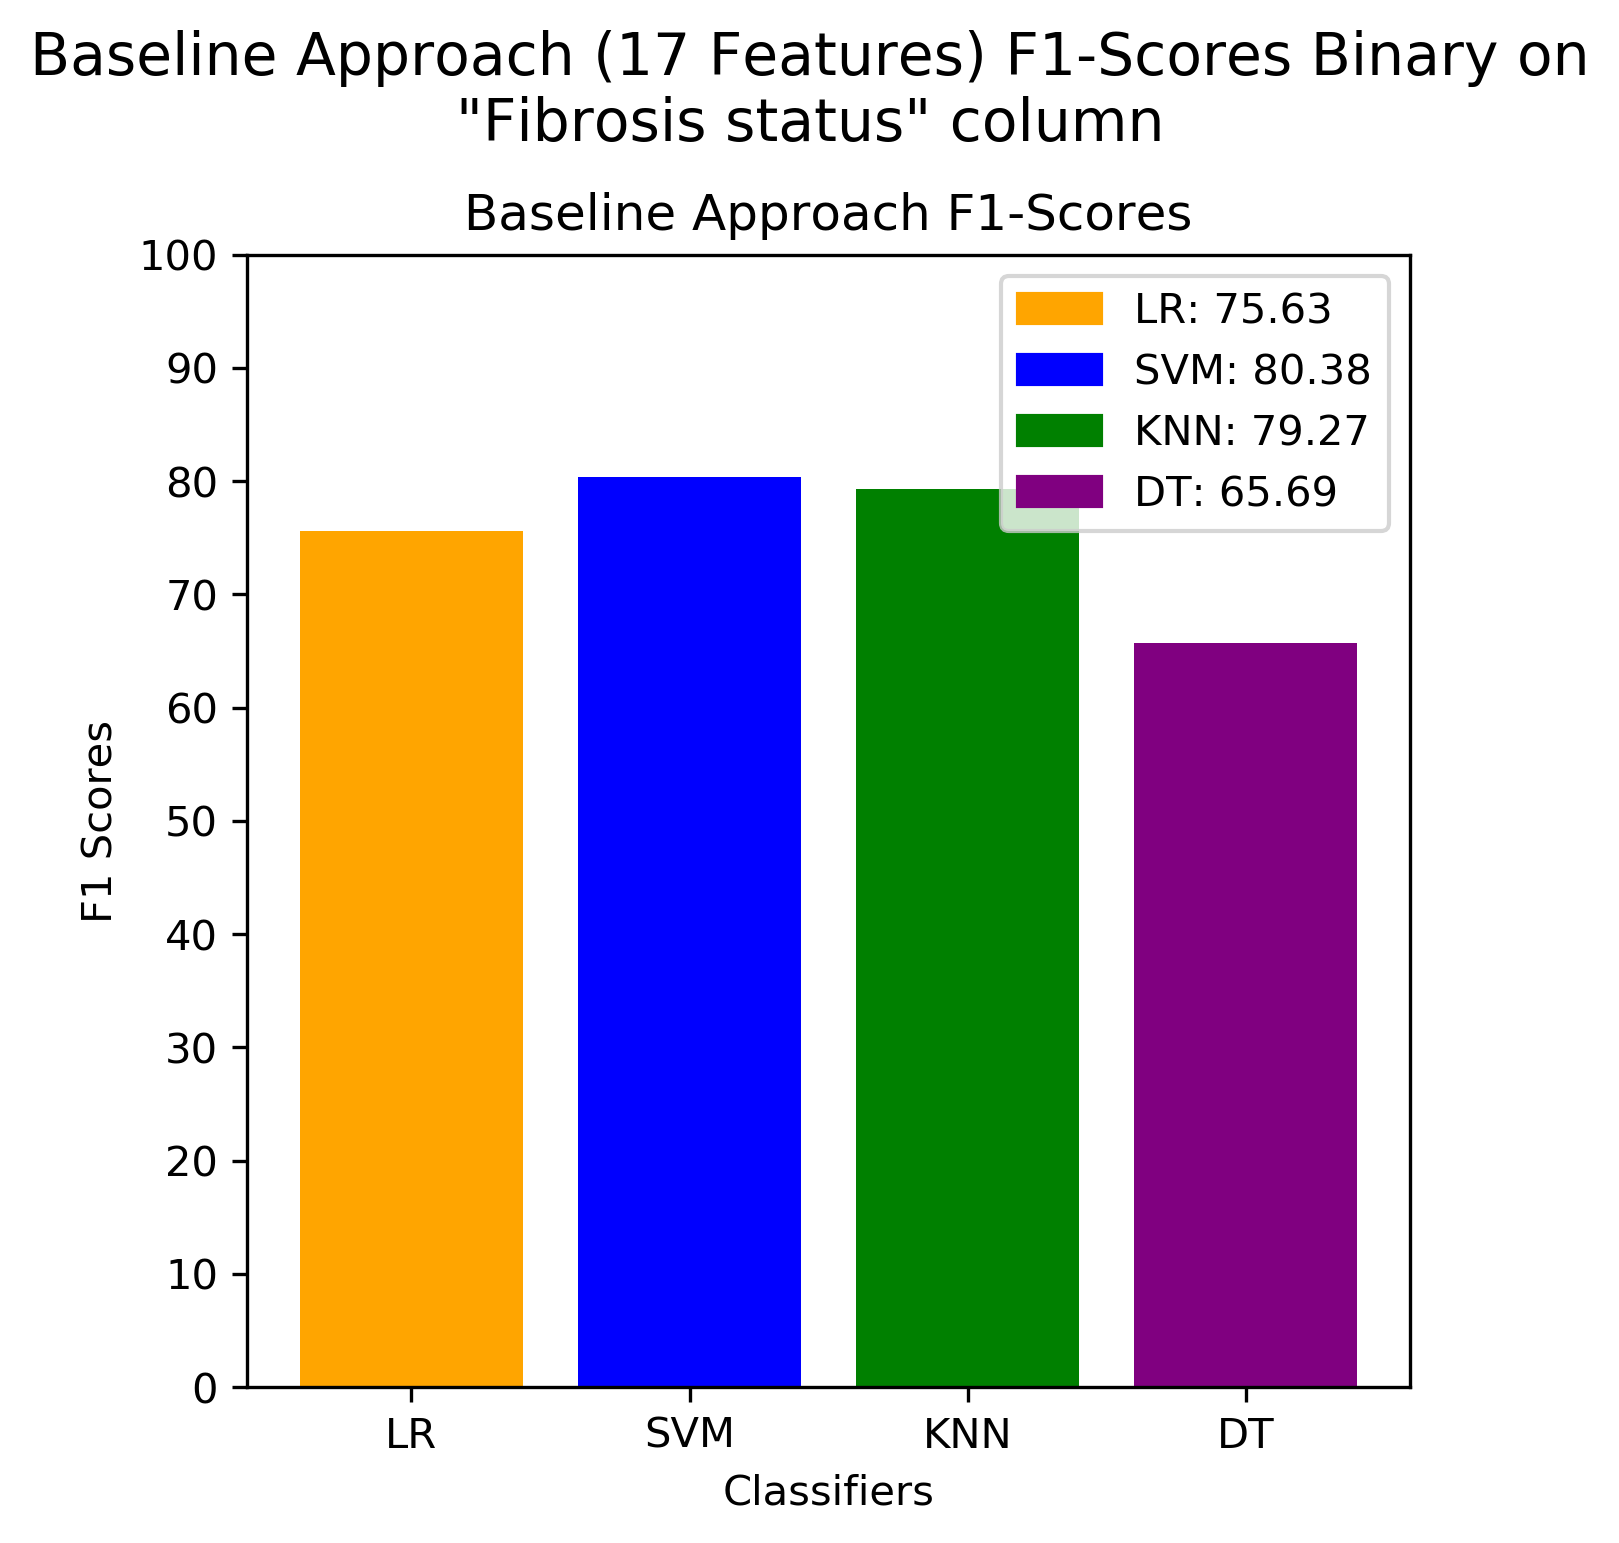 Baseline Approach (17 Features) F1-Scores Binary on
"Fibrosis status" column
Baseline Approach F1-Scores
100
90
80
70
60
50
40
30
20
10
0
F1 Scores
LR: 75.63
SVM: 80.38
KNN: 79.27
DT: 65.69
LR SVM KNN DT
Classifiers